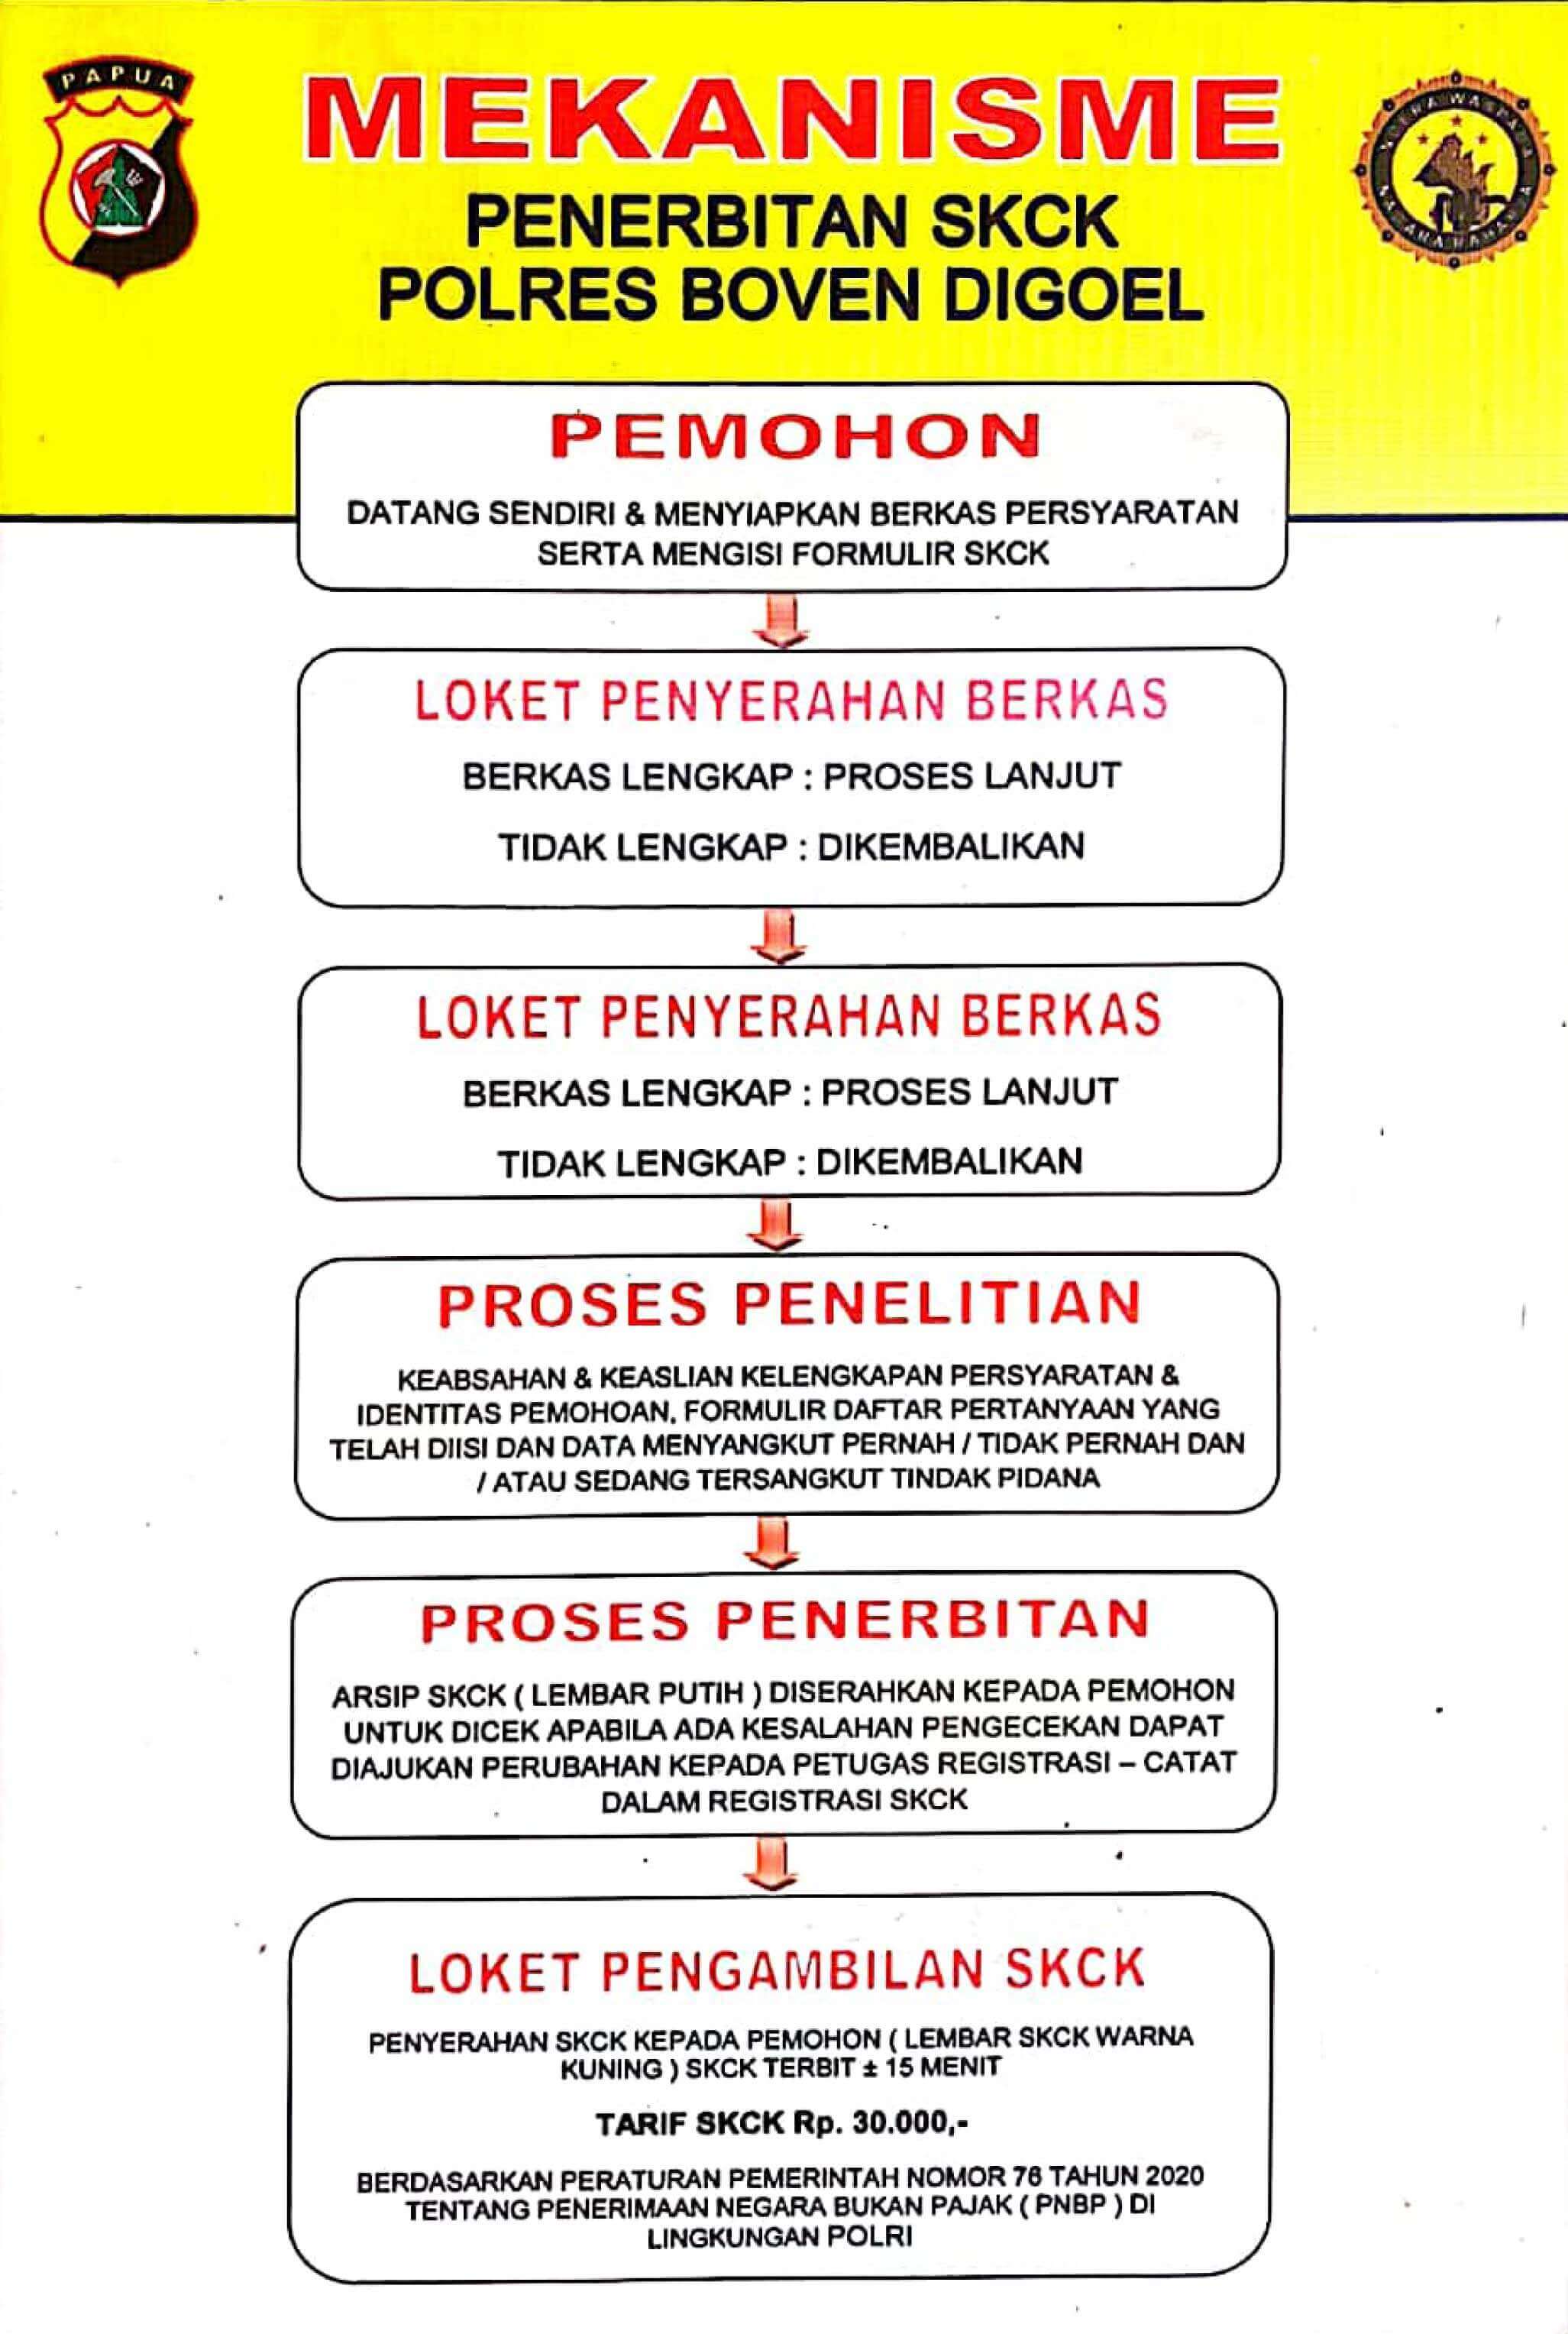 PAPUA
MEKANISME
PENERBITAN SKCK
POLRES BOVEN DIGOEL
PEMOHON
DATANG SENDIRI & MENYIAPKAN BERKAS PERSYARATAN
SERTA MENGISI FORMULIR SKCK
LOKET PENYERAHAN BERKAS
BERKAS LENGKAP : PROSES LANJUT
TIDAK LENGKAP : DIKEMBALIKAN
LOKET PENYERAHAN BERKAS
BERKAS LENGKAP : PROSES LANJUT
TIDAK LENGKAP : DIKEMBALIKAN
PROSES PENELITIAN
KEABSAHAN & KEASLIAN KELENGKAPAN PERSYARATAN &
IDENTITAS PEMOHOAN, FORMULIR DAFTAR PERTANYAAN YANG
TELAH DIISI DAN DATA MENYANGKUT PERNAH / TIDAK PERNAH DAN
/ ATAU SEDANG TERSANGKUT TINDAK PIDANA
PROSES PENERBITAN
ARSIP SKCK ( LEMBAR PUTIH ) DISERAHKAN KEPADA PEMOHON
UNTUK DICEK APABILA ADA KESALAHAN PENGECEKAN DAPAT
DIAJUKAN PERUBAHAN KEPADA PETUGAS REGISTRASI – CATAT
DALAM REGISTRASI SKCK
LOKET PENGAMBILAN SKCK
PENYERAHAN SKCK KEPADA PEMOHON ( LEMBAR SKCK WARNA
KUNING ) SKCK TERBIT ± 15 MENIT
TARIF SKCK Rp. 30.000,-
BERDASARKAN PERATURAN PEMERINTAH NOMOR 76 TAHUN 2020
TENTANG PENERIMAAN NEGARA BUKAN PAJAK ( PNBP ) DI
LINGKUNGAN POLRI